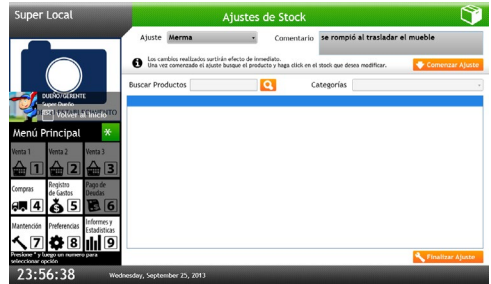 Super Local
Ajustes de Stock
Ajuste Merma
Comentario se rompió al trasladar el mueble
Los cambios realizados surtirán efecto de inmediato.
Una vez comenzado el ajuste busque el producto y haga click en el stock que desea modificar.
Comenzar Ajuste
Buscar Productos
Categorías
DUEÑO/GERENTE
Super Dueño
ESC Volver al Inicio
Menú Principal *
Venta 1 Venta 2 Venta 3
1 2 3
Compras Registro de Gastos Pago de Deudas
4 5 6
Mantención Preferencias Informes y Estadísticas
7 8 9
Presione * y luego un numero para
seleccionar opción
Finalizar Ajuste
23:56:38 Wednesday, September 25, 2013